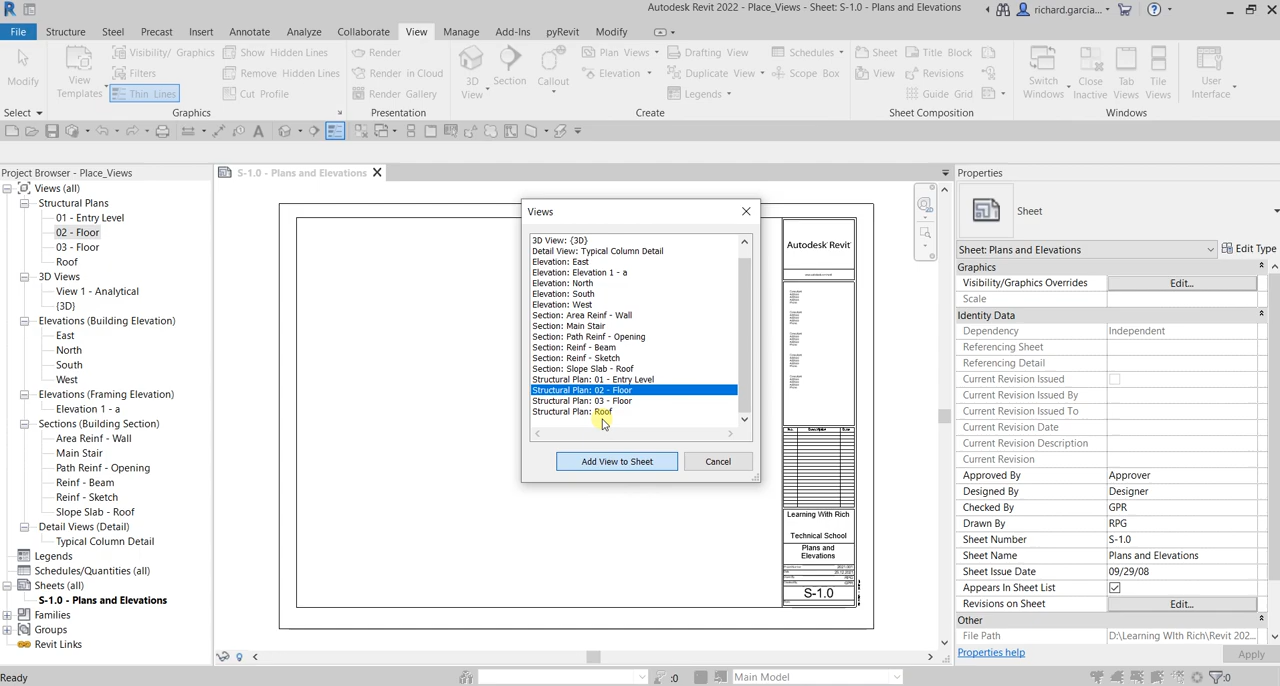 Autodesk Revit 2022 - Place_Views - Sheet: S-1.0 - Plans and Elevations
richard.garcia...
File Structure Steel Precast Insert Annotate Analyze Collaborate View Manage Add-Ins pyRevit Modify
Modify
View Templates
Visibility/ Graphics
Filters
Thin Lines
Show Hidden Lines
Remove Hidden Lines
Cut Profile
Render
Render in Cloud
Render Gallery
3D View
Section
Callout
Plan Views
Elevation
Drafting View
Duplicate View
Legends
Schedules
Scope Box
Sheet
View
Title Block
Revisions
Guide Grid
Switch Windows
Close Inactive
Tab Views
Tile Views
User Interface
Select
Graphics
Presentation
Create
Sheet Composition
Windows
Project Browser - Place_Views
Views (all)
Structural Plans
01 - Entry Level
02 - Floor
03 - Floor
Roof
3D Views
View 1 - Analytical
{3D}
Elevations (Building Elevation)
East
North
South
West
Elevations (Framing Elevation)
Elevation 1 - a
Sections (Building Section)
Area Reinf - Wall
Main Stair
Path Reinf - Opening
Reinf - Beam
Reinf - Sketch
Slope Slab - Roof
Detail Views (Detail)
Typical Column Detail
Legends
Schedules/Quantities (all)
Sheets (all)
S-1.0 - Plans and Elevations
Families
Groups
Revit Links
S-1.0 - Plans and Elevations
Views
3D View: {3D}
Detail View: Typical Column Detail
Elevation: East
Elevation: Elevation 1 - a
Elevation: North
Elevation: South
Elevation: West
Section: Area Reinf - Wall
Section: Main Stair
Section: Path Reinf - Opening
Section: Reinf - Beam
Section: Reinf - Sketch
Section: Slope Slab - Roof
Structural Plan: 01 - Entry Level
Structural Plan: 02 - Floor
Structural Plan: 03 - Floor
Structural Plan: Roof
Add View to Sheet
Cancel
Autodesk Revit
No. Description Date
Learning With Rich
Technical School
Plans and
Elevations
S-1.0
Properties
Sheet
Sheet: Plans and Elevations
Edit Type
Graphics
Visibility/Graphics Overrides Edit...
Scale
Identity Data
Dependency Independent
Referencing Sheet
Referencing Detail
Current Revision Issued
Current Revision Issued By
Current Revision Issued To
Current Revision Date
Current Revision Description
Current Revision
Approved By Approver
Designed By Designer
Checked By GPR
Drawn By RPG
Sheet Number S-1.0
Sheet Name Plans and Elevations
Sheet Issue Date 09/29/08
Appears In Sheet List
Revisions on Sheet Edit...
Other
File Path D:\Learning WIth Rich\Revit 202...
Properties help
Apply
Ready
:0
Main Model
:0